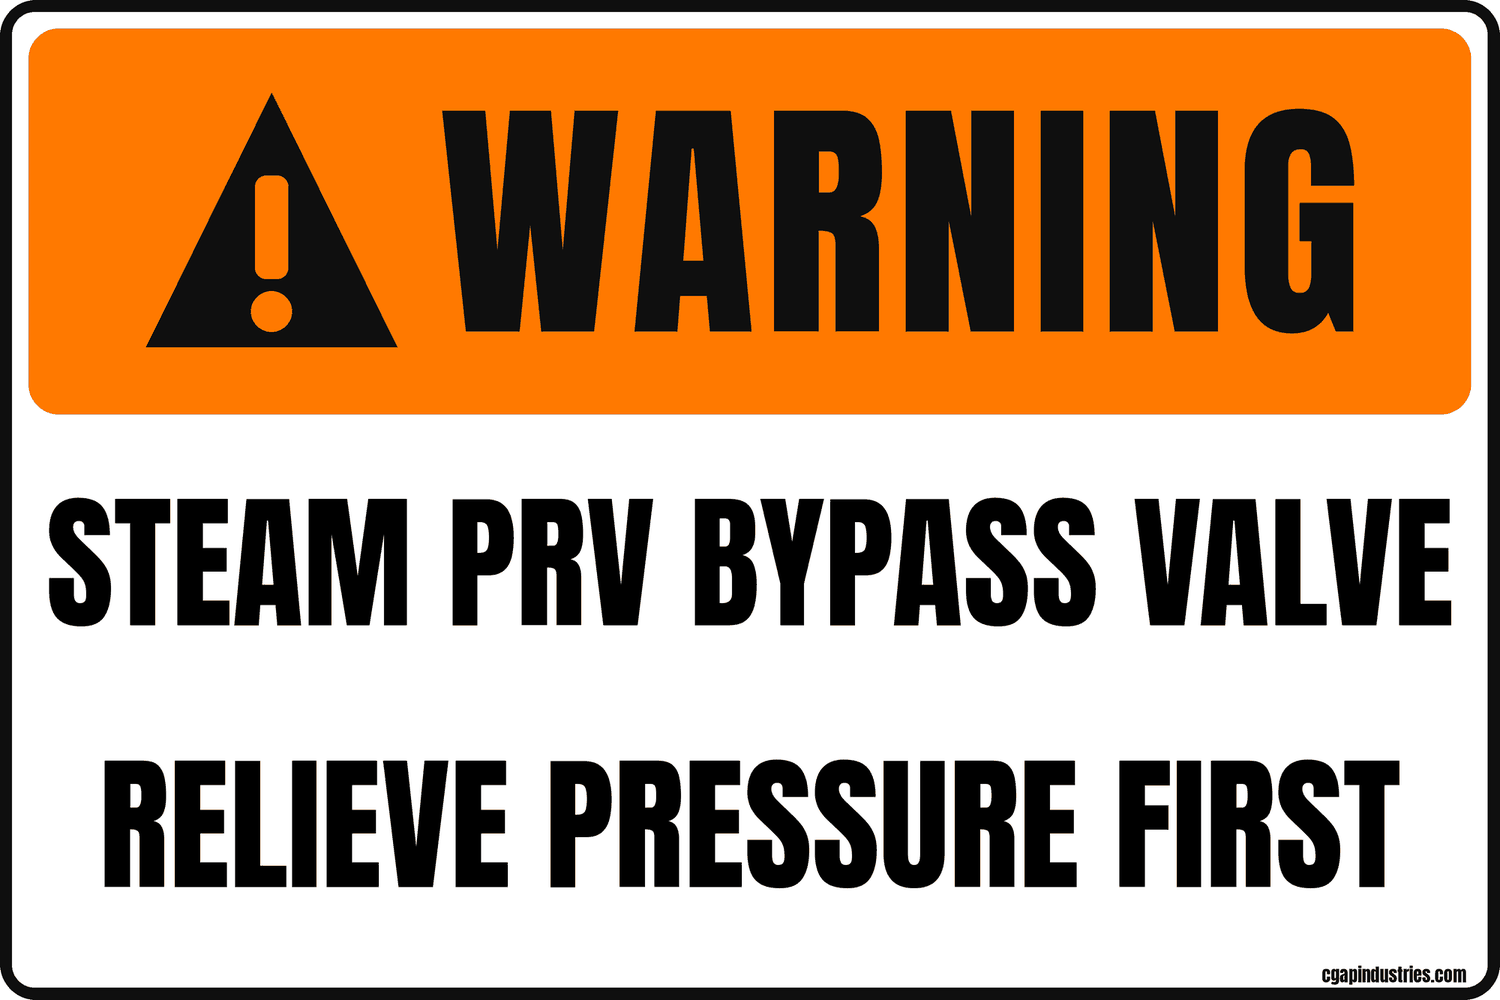 WARNING
STEAM PRV BYPASS VALVE
RELIEVE PRESSURE FIRST
cgapindustries.com